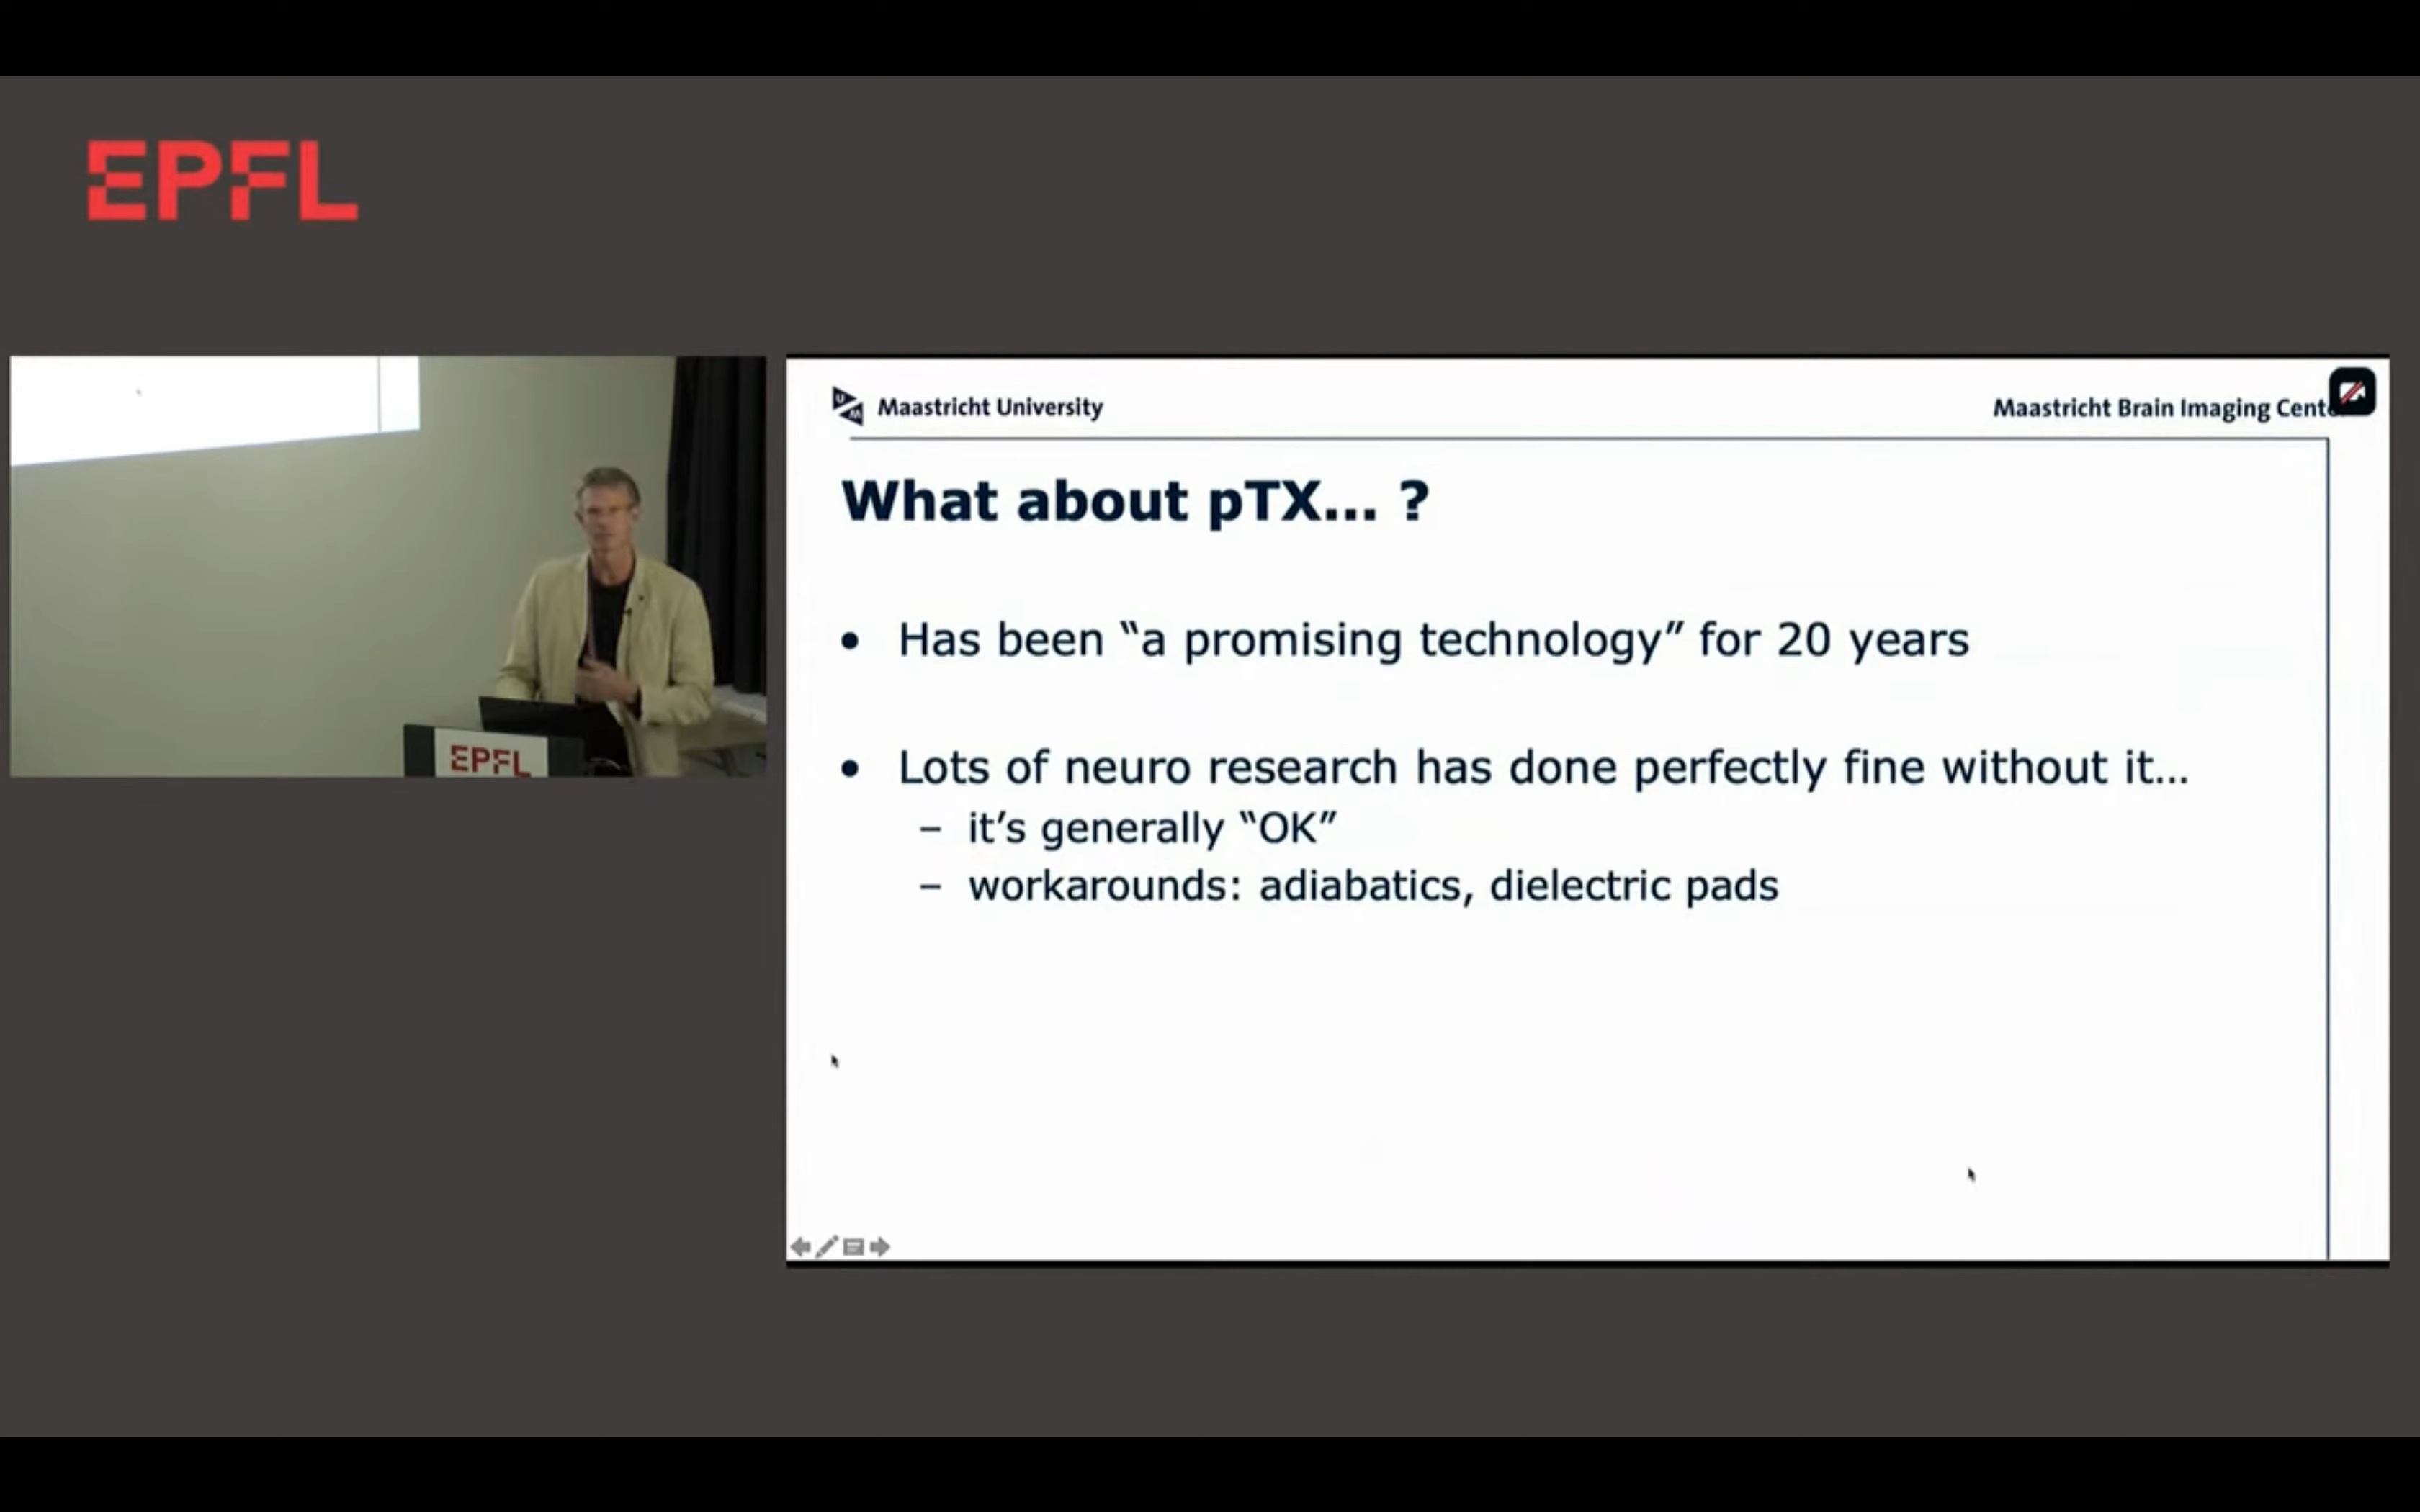 EPFL
EPFL
Maastricht University
Maastricht Brain Imaging Cent
What about pTX... ?
• Has been “a promising technology” for 20 years
• Lots of neuro research has done perfectly fine without it...
– it’s generally “OK”
– workarounds: adiabatics, dielectric pads